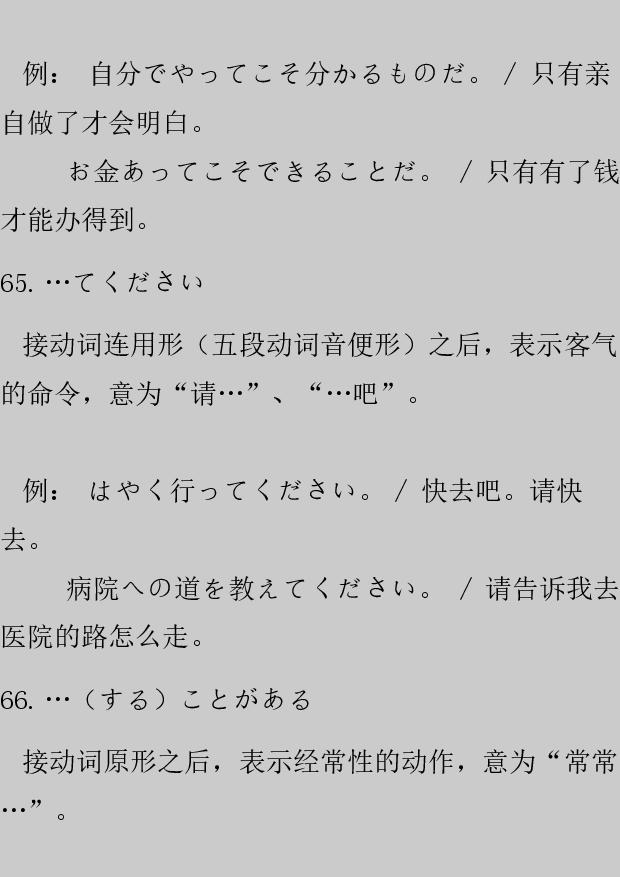 例： 自分でやってこそ分かるものだ。 / 只有亲
自做了才会明白。
お金あってこそできることだ。 / 只有有了钱
才能办得到。
65. …てください
接动词连用形（五段动词音便形）之后，表示客气
的命令，意为“请…”、“…吧”。
例： はやく行ってください。 / 快去吧。请快
去。
病院への道を教えてください。 / 请告诉我去
医院的路怎么走。
66. …（する）ことがある
接动词原形之后，表示经常性的动作，意为“常常
…”。